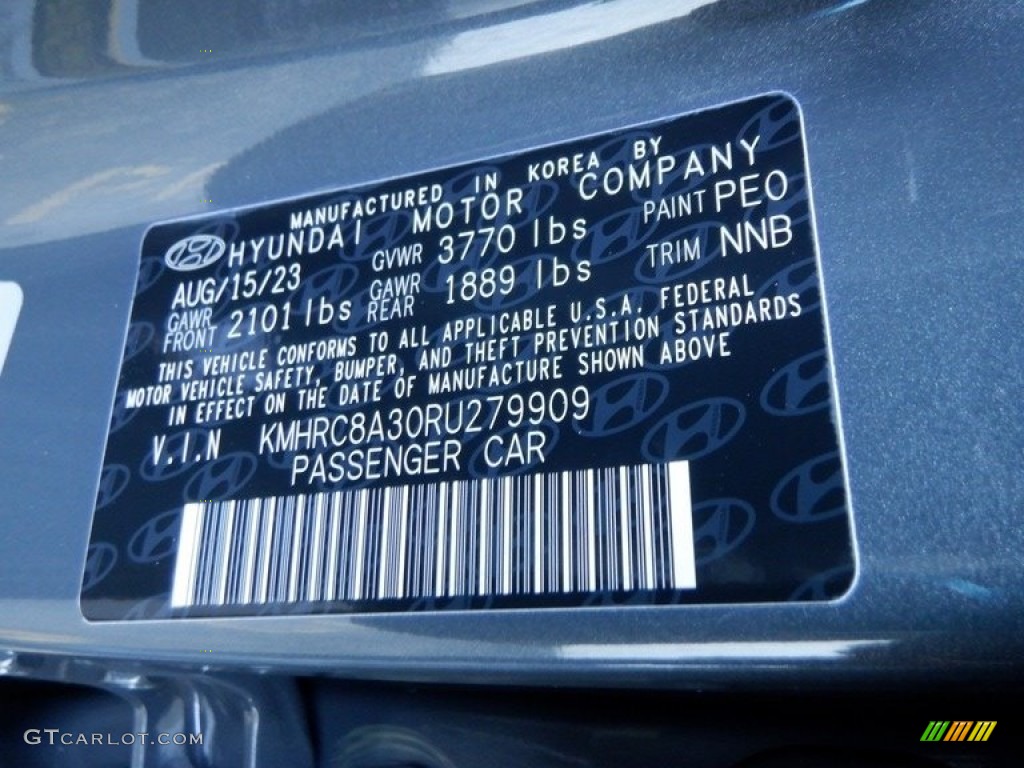 MANUFACTURED IN KOREA BY
HYUNDAI MOTOR COMPANY
AUG/15/23 GVWR 3770 lbs PAINT PE0
GAWR FRONT 2101 lbs GAWR REAR 1889 lbs TRIM NNB
THIS VEHICLE CONFORMS TO ALL APPLICABLE U.S.A. FEDERAL
MOTOR VEHICLE SAFETY, BUMPER, AND THEFT PREVENTION STANDARDS
IN EFFECT ON THE DATE OF MANUFACTURE SHOWN ABOVE
V.I.N KMHRC8A30RU279909
PASSENGER CAR
GTCARLOT.COM